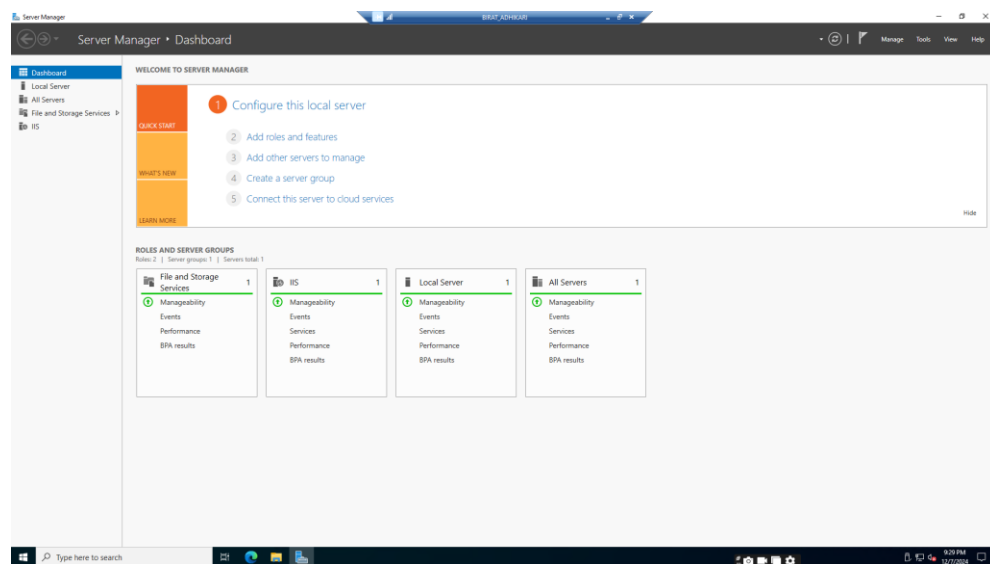 Server Manager
BIRAT_ADHIKARI
Server Manager • Dashboard
Manage Tools View Help
Dashboard
Local Server
All Servers
File and Storage Services
IIS
WELCOME TO SERVER MANAGER
QUICK START
WHAT'S NEW
LEARN MORE
1 Configure this local server
2 Add roles and features
3 Add other servers to manage
4 Create a server group
5 Connect this server to cloud services
Hide
ROLES AND SERVER GROUPS
Roles: 2 | Server groups: 1 | Servers total: 1
File and Storage
Services 1
Manageability
Events
Performance
BPA results
IIS 1
Manageability
Events
Services
Performance
BPA results
Local Server 1
Manageability
Events
Services
Performance
BPA results
All Servers 1
Manageability
Events
Services
Performance
BPA results
Type here to search
9:29 PM
12/7/2024